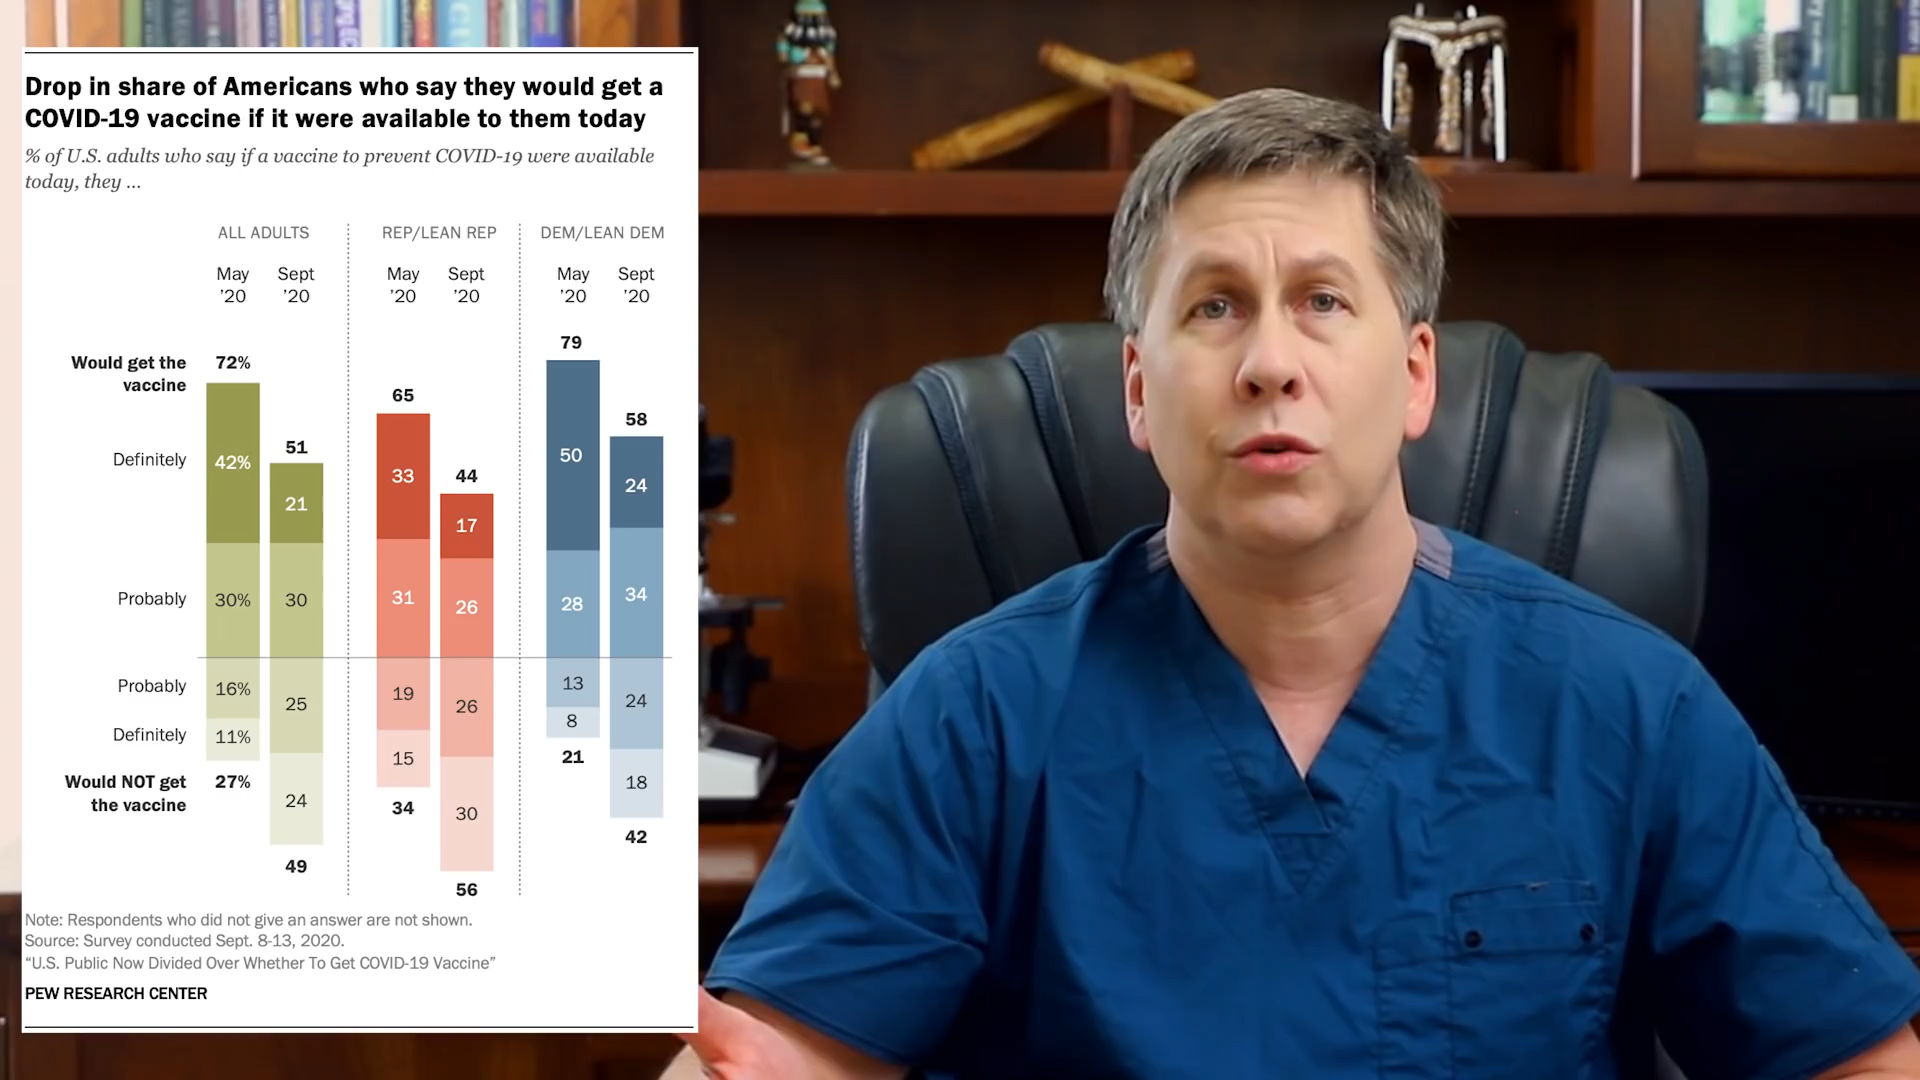 Drop in share of Americans who say they would get a
COVID-19 vaccine if it were available to them today
% of U.S. adults who say if a vaccine to prevent COVID-19 were available
today, they ...
ALL ADULTS REP/LEAN REP DEM/LEAN DEM
May Sept May Sept May Sept
’20 ’20 ’20 ’20 ’20 ’20
79
Would get the 72%
vaccine
65
58
51
44
Definitely 42% 21 33 17 50 24
Probably 30% 30 31 26 28 34
Probably 16% 25 19 26 13 24
Definitely 11% 24 15 30 8 18
Would NOT get 27%
the vaccine
21
34
42
49
56
Note: Respondents who did not give an answer are not shown.
Source: Survey conducted Sept. 8-13, 2020.
“U.S. Public Now Divided Over Whether To Get COVID-19 Vaccine”
PEW RESEARCH CENTER